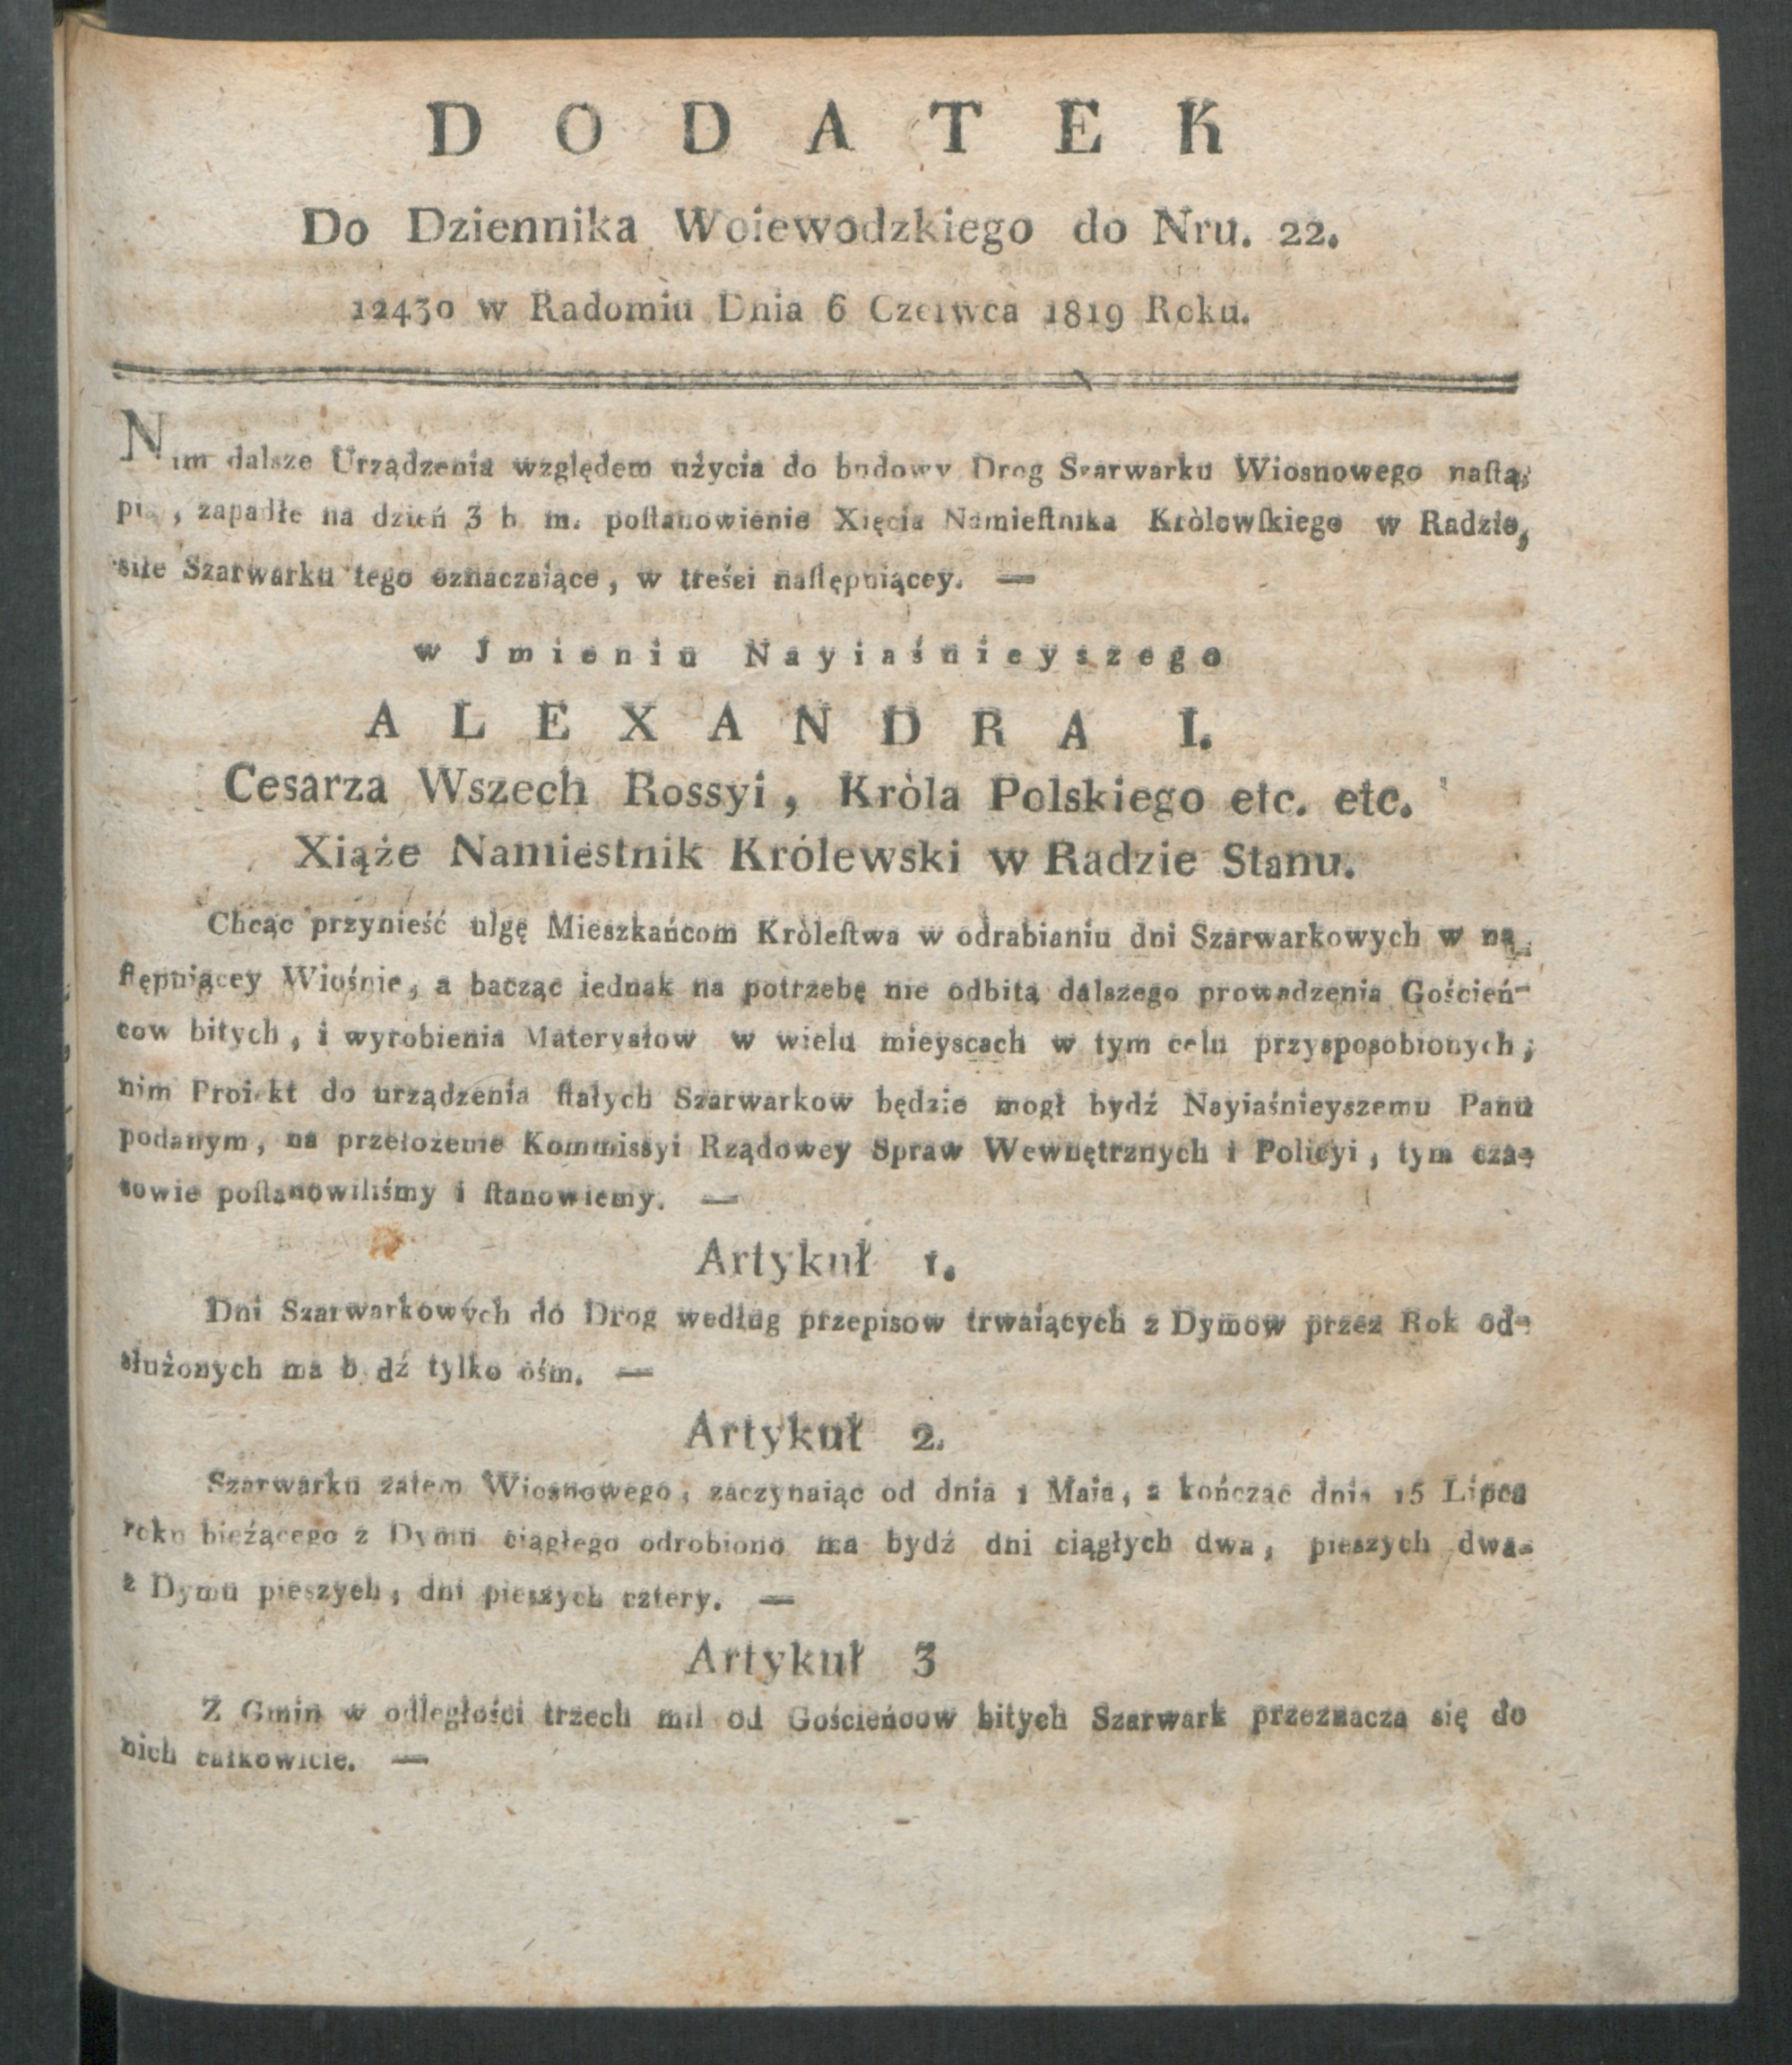 DODATEK
Do Dziennika Woiewodzkiego do Nru. 22.
12430 w Radomiu Dnia 6 Czerwca 1819 Roku.
Nim dalsze Urządzenia względem użycia do budowy Drog Szarwarku Wiosnowego naſtą,
pią, zapadłe na dzień 3 b m. poſtanowienie Xięcia Namieſtnika Kròlewſkiego w Radzie,
siłe Szarwarku tego oznaczaiące, w treści naſtępuiącey. —
w Jmieniu Nayiaśnieyszego
ALEXANDRA I.
Cesarza Wszech Rossyi, Kròla Polskiego etc. etc.
Xiąże Namiestnik Królewski w Radzie Stanu.
Chcąc przynieść ulgę Mieszkańcom Kròleſtwa w odrabianiu dni Szarwarkowych w na-
ſtępuiącey Wiośnie, a bacząc iednak na potrzebę nie odbitą dalszego prowadzenia Goścień-
cow bitych, i wyrobienia Materyałow w wielu mieyscach w tym celu przysposobionych,
nim Proiekt do urządzenia ſtałych Szarwarkow będzie mogł bydź Nayiaśnieyszemu Panu
podanym, na przełożenie Kommissyi Rządowey Spraw Wewnętrznych i Policyi, tym cza-
sowie poſtanowiliśmy i ſtanowiemy. —
Artykuł 1.
Dni Szarwarkowych do Drog według przepisow trwaiących z Dymow przez Rok od-
służonych ma b dź tylko ośm. —
Artykuł 2.
Szarwarku zatem Wiosnowego, zaczynaiąc od dnia 1 Maia, a kończąc dnia 15 Lipca
roku bieżącego z Dymu ciągłego odrobiono ma bydź dni ciągłych dwa, pieszych dwa-
z Dymu pieszych, dni pieszych cztery. —
Artykuł 3
Z Gmin w odległości trzech mil od Gościeńcow bitych Szarwark przeznacza się do
nich całkowicie. —